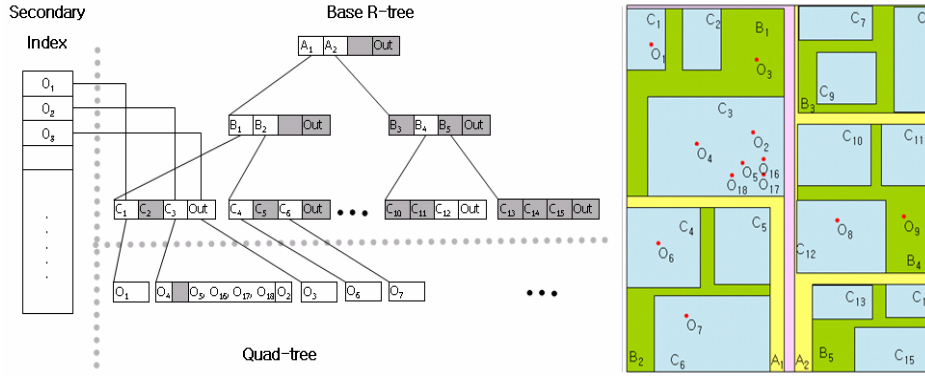 Secondary
Index
O1
O2
O3
Base R-tree
A1 A2 Out
B1 B2 Out
B3 B4 B5 Out
C1 C2 C3 Out
C4 C5 C6 Out
C10 C11 C12 Out
C13 C14 C15 Out
O1
O4 O5, O16, O17, O18 O2
O3
O6
O7
Quad-tree
C1
C2
B1
C7
O1
O3
C9
B3
C3
O2
O4
O5
O16
O18
O17
C10
C11
C4
C5
O6
O8
O9
C12
B4
O7
C13
B2
C6
A1
A2
B5
C15